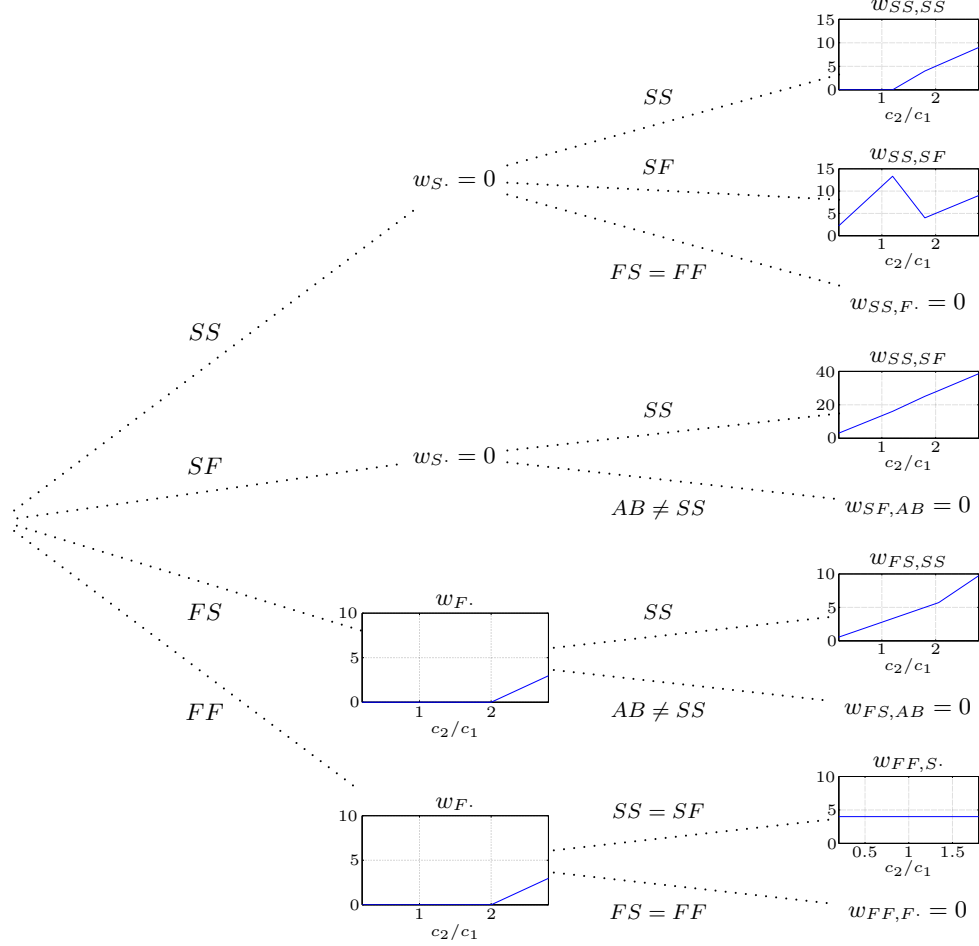 w_{SS,SS}
15
10
5
0
1 2
c_2/c_1
SS
w_{SS,SF}
15
10
5
0
1 2
c_2/c_1
SF
w_{S·} = 0
FS = FF
w_{SS,F·} = 0
SS
w_{SS,SF}
40
20
0
1 2
c_2/c_1
SS
w_{S·} = 0
SF
AB ≠ SS
w_{SF,AB} = 0
w_{FS,SS}
10
5
0
1 2
c_2/c_1
SS
w_{F·}
10
5
0
1 2
c_2/c_1
FS
AB ≠ SS
w_{FS,AB} = 0
FF
w_{FF,S·}
10
5
0
0.5 1 1.5
c_2/c_1
SS = SF
w_{F·}
10
5
0
1 2
c_2/c_1
FS = FF
w_{FF,F·} = 0